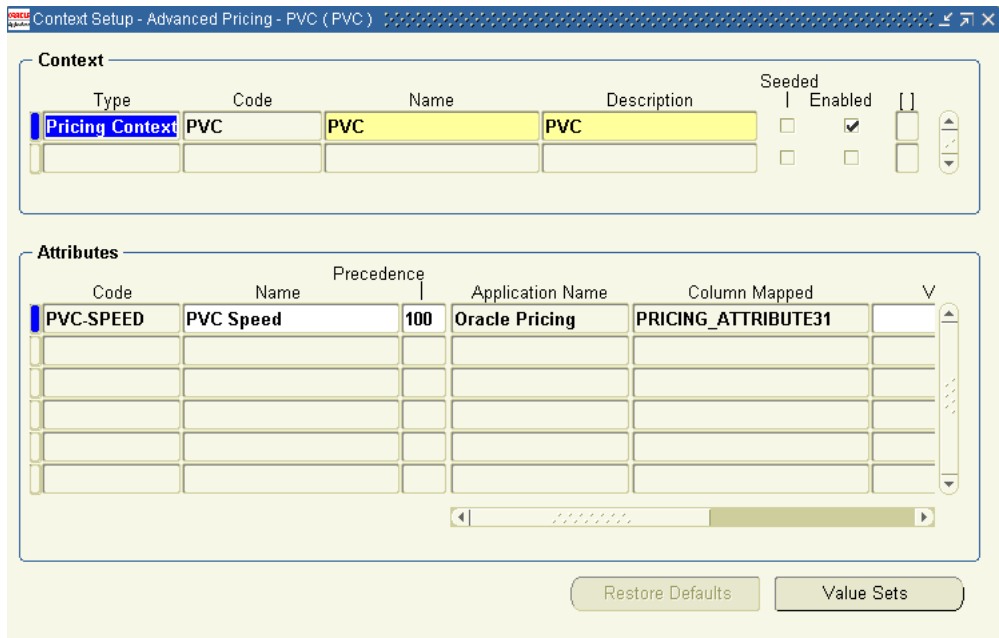 ORACLE
Context Setup - Advanced Pricing - PVC ( PVC )
Context
Seeded
Type Code Name Description Enabled [ ]
Pricing Context PVC PVC PVC
Attributes
Precedence
Code Name Application Name Column Mapped V
PVC-SPEED PVC Speed 100 Oracle Pricing PRICING_ATTRIBUTE31
Restore Defaults Value Sets